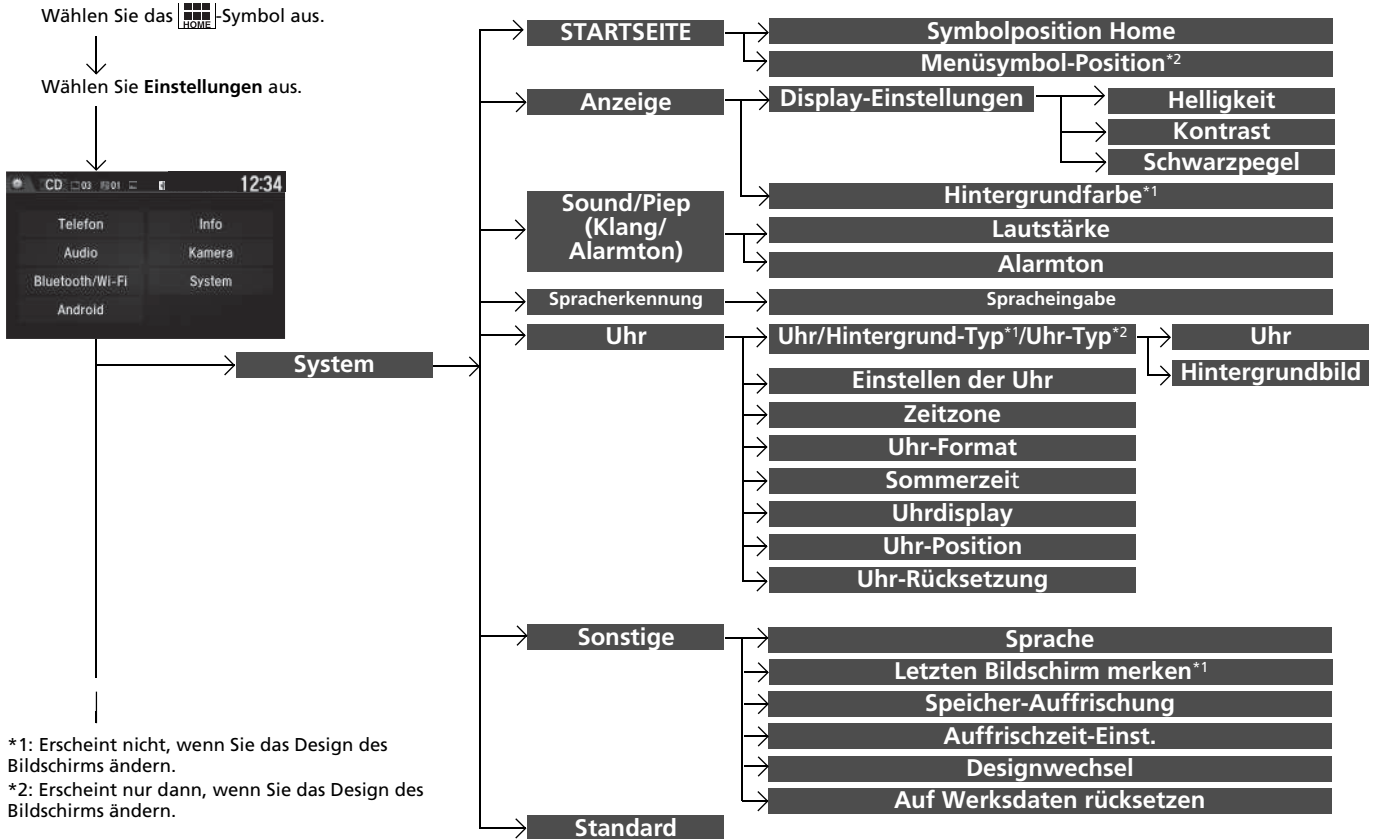 Wählen Sie das HOME-Symbol aus.
Wählen Sie Einstellungen aus.
CD 03 01 12:34
Telefon Info
Audio Kamera
Bluetooth/Wi-Fi System
Android
System
STARTSEITE
Symbolposition Home
Menüsymbol-Position*2
Anzeige
Display-Einstellungen
Helligkeit
Kontrast
Schwarzpegel
Hintergrundfarbe*1
Sound/Piep
(Klang/
Alarmton)
Lautstärke
Alarmton
Spracherkennung
Spracheingabe
Uhr
Uhr/Hintergrund-Typ*1/Uhr-Typ*2
Uhr
Hintergrundbild
Einstellen der Uhr
Zeitzone
Uhr-Format
Sommerzeit
Uhrdisplay
Uhr-Position
Uhr-Rücksetzung
Sonstige
Sprache
Letzten Bildschirm merken*1
Speicher-Auffrischung
Auffrischzeit-Einst.
Designwechsel
Auf Werksdaten rücksetzen
Standard
*1: Erscheint nicht, wenn Sie das Design des
Bildschirms ändern.
*2: Erscheint nur dann, wenn Sie das Design des
Bildschirms ändern.